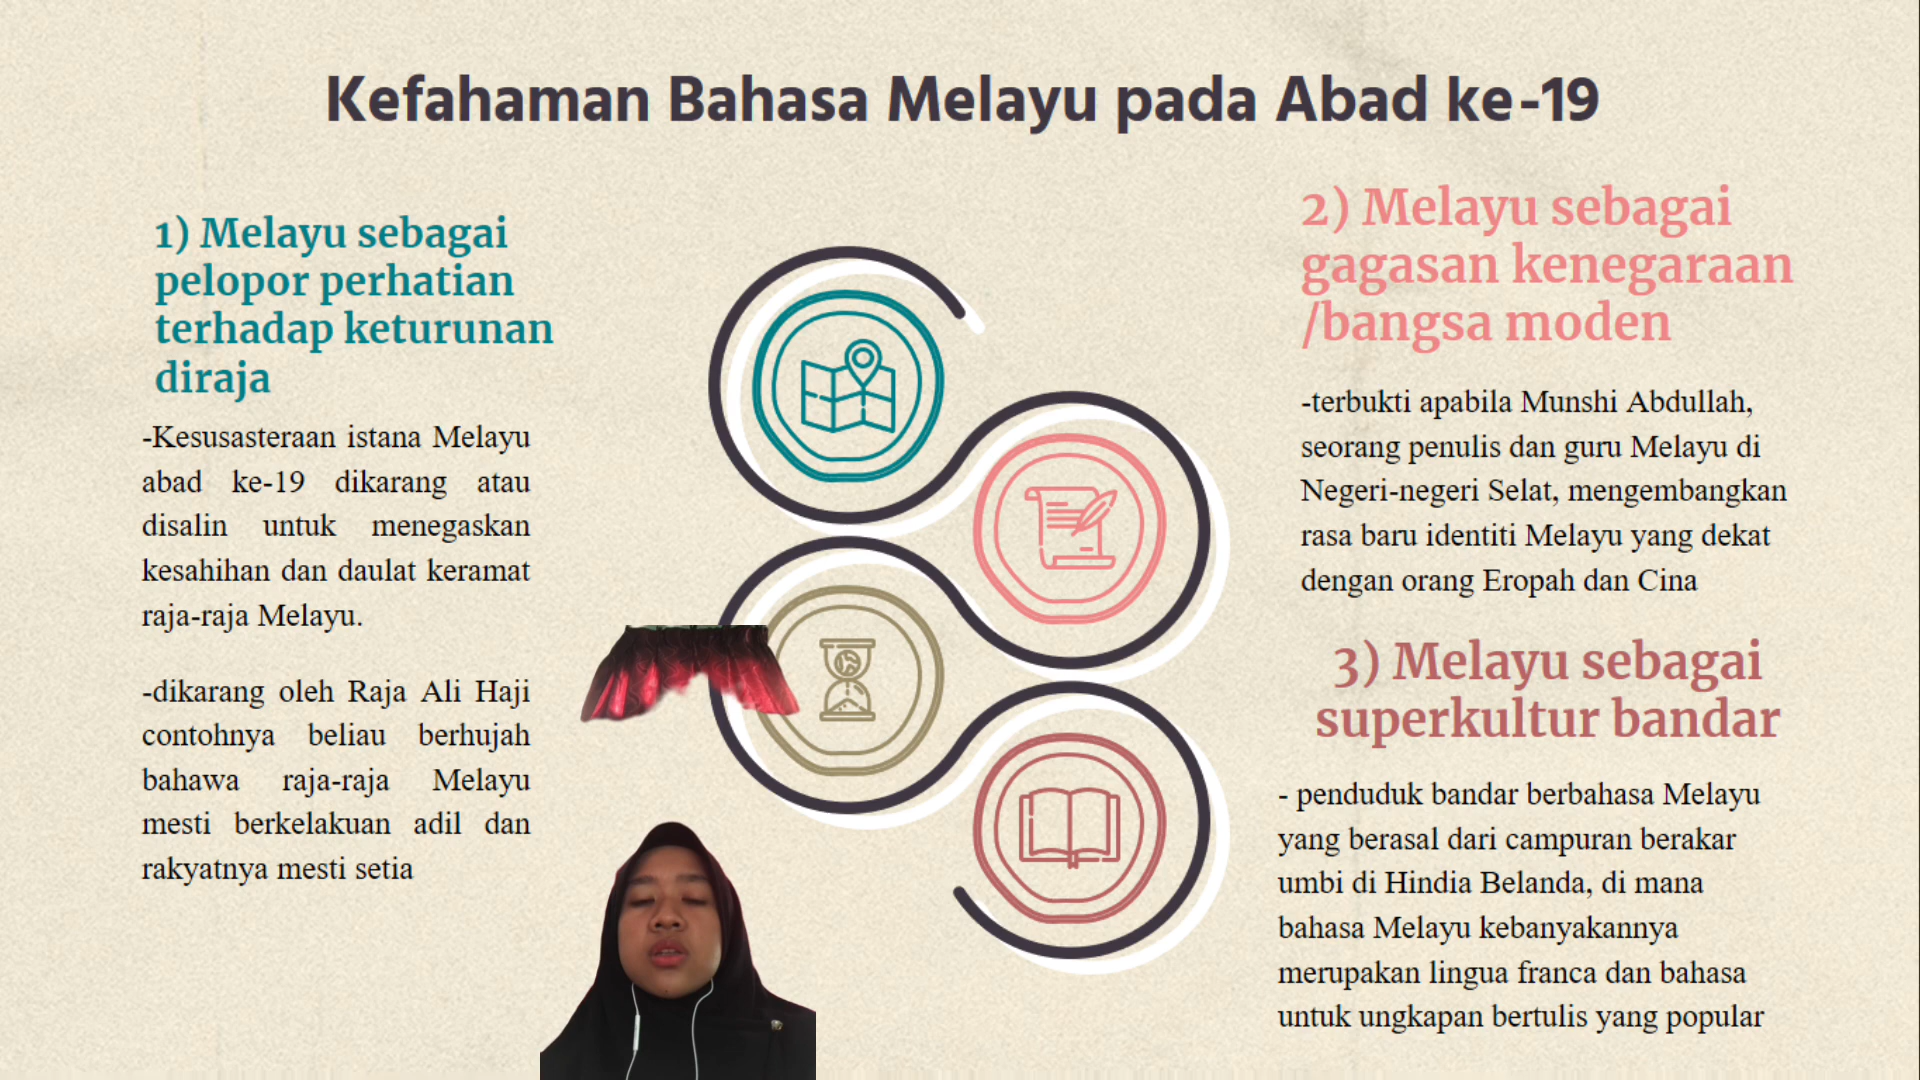 Kefahaman Bahasa Melayu pada Abad ke-19
1) Melayu sebagai
pelopor perhatian
terhadap keturunan
diraja
-Kesusasteraan istana Melayu
abad ke-19 dikarang atau
disalin untuk menegaskan
kesahihan dan daulat keramat
raja-raja Melayu.
-dikarang oleh Raja Ali Haji
contohnya beliau berhujah
bahawa raja-raja Melayu
mesti berkelakuan adil dan
rakyatnya mesti setia
2) Melayu sebagai
gagasan kenegaraan
/bangsa moden
-terbukti apabila Munshi Abdullah,
seorang penulis dan guru Melayu di
Negeri-negeri Selat, mengembangkan
rasa baru identiti Melayu yang dekat
dengan orang Eropah dan Cina
3) Melayu sebagai
superkultur bandar
- penduduk bandar berbahasa Melayu
yang berasal dari campuran berakar
umbi di Hindia Belanda, di mana
bahasa Melayu kebanyakannya
merupakan lingua franca dan bahasa
untuk ungkapan bertulis yang popular